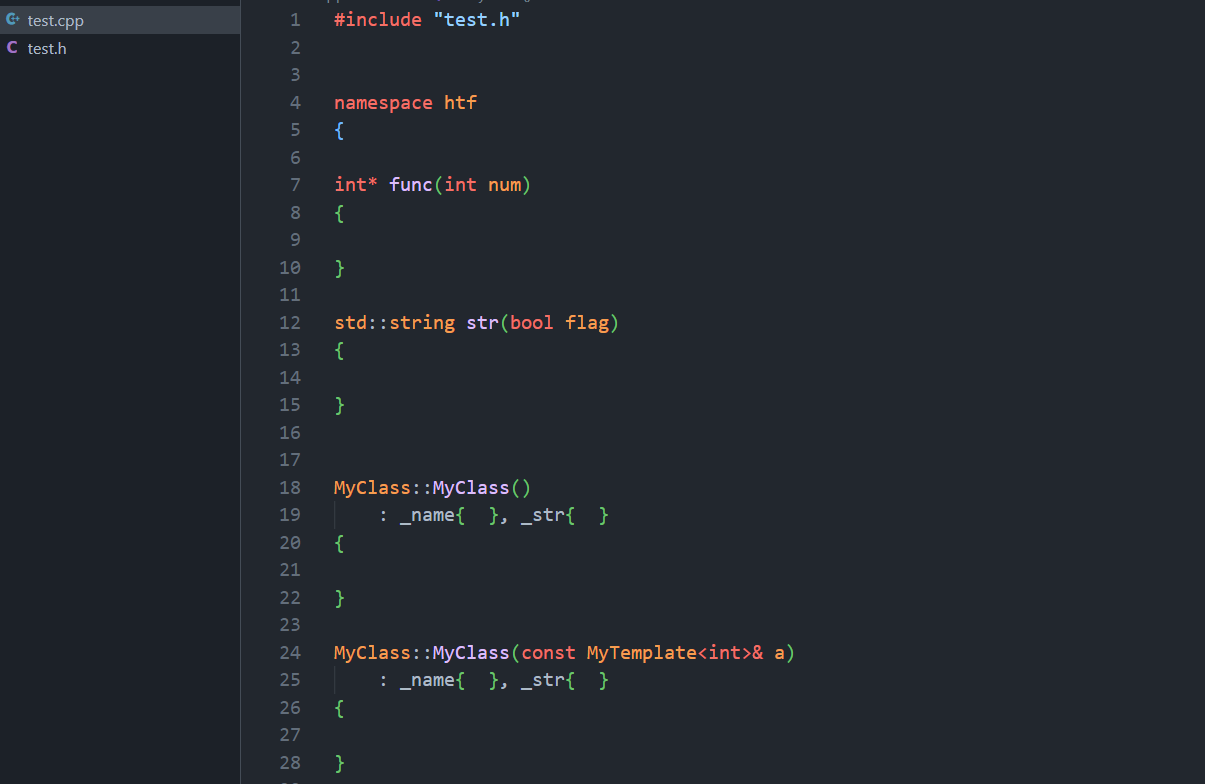 test.cpp
test.h
1 #include "test.h"
2
3
4 namespace htf
5 {
6
7 int* func(int num)
8 {
9
10 }
11
12 std::string str(bool flag)
13 {
14
15 }
16
17
18 MyClass::MyClass()
19     : _name{  }, _str{  }
20 {
21
22 }
23
24 MyClass::MyClass(const MyTemplate<int>& a)
25     : _name{  }, _str{  }
26 {
27
28 }